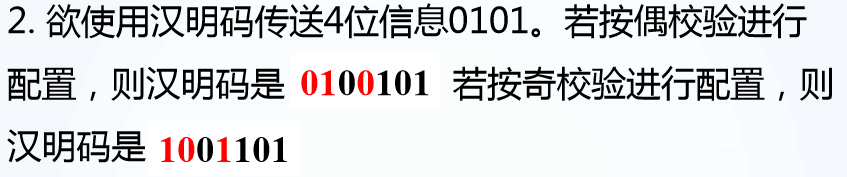 2. 欲使用汉明码传送4位信息0101。若按偶校验进行
配置，则汉明码是 0100101 若按奇校验进行配置，则
汉明码是 1001101